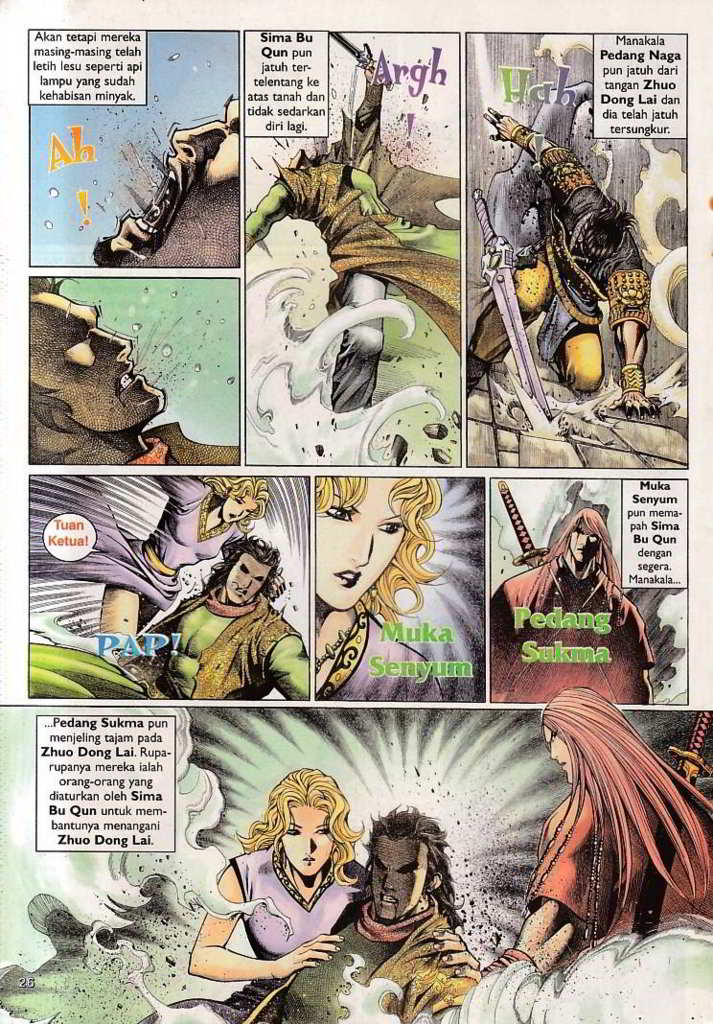 Akan tetapi mereka
masing-masing telah
letih lesu seperti api
lampu yang sudah
kehabisan minyak.
Ah
!
Sima Bu
Qun pun
jatuh ter-
telentang ke
atas tanah dan
tidak sedarkan
diri lagi.
Argh
!
Manakala
Pedang Naga
pun jatuh dari
tangan Zhuo
Dong Lai dan
dia telah
tersungkur.
Hah
!
Tuan
Ketua!
PAP!
Muka
Senyum
Muka
Senyum
pun mema-
pah Sima
Bu Qun
dengan
segera.
Manakala...
Pedang
Sukma
...Pedang Sukma pun
menjeling tajam pada
Zhuo Dong Lai. Rupa-
rupanya mereka ialah
orang-orang yang
diaturkan oleh Sima
Bu Qun untuk mem-
bantunya menangani
Zhuo Dong Lai.
26